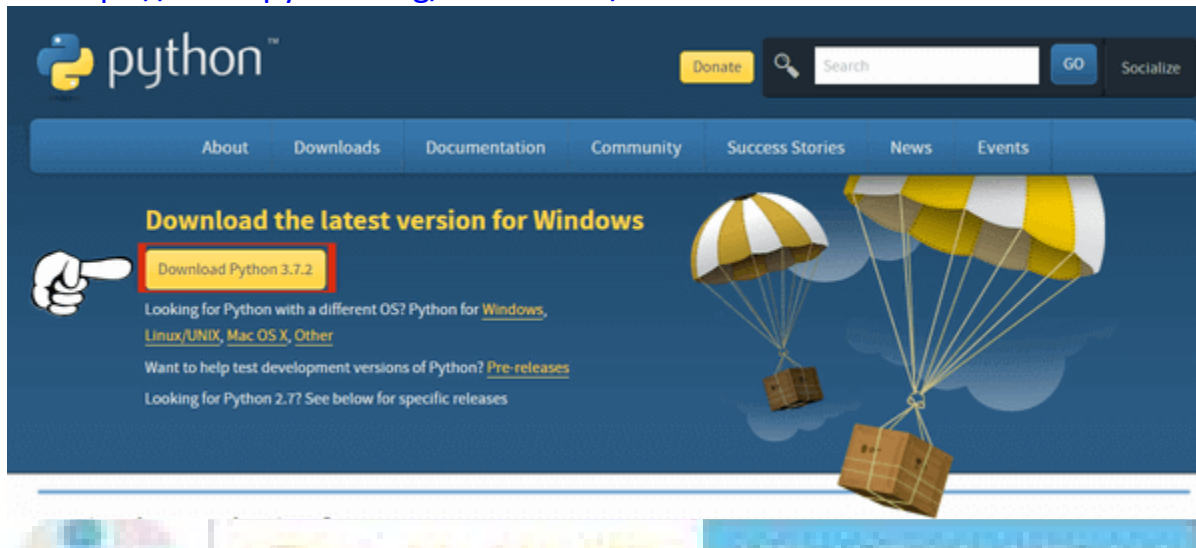 python™
Donate
Search
GO
Socialize
About Downloads Documentation Community Success Stories News Events
Download the latest version for Windows
Download Python 3.7.2
Looking for Python with a different OS? Python for Windows,
Linux/UNIX, Mac OS X, Other
Want to help test development versions of Python? Pre-releases
Looking for Python 2.7? See below for specific releases